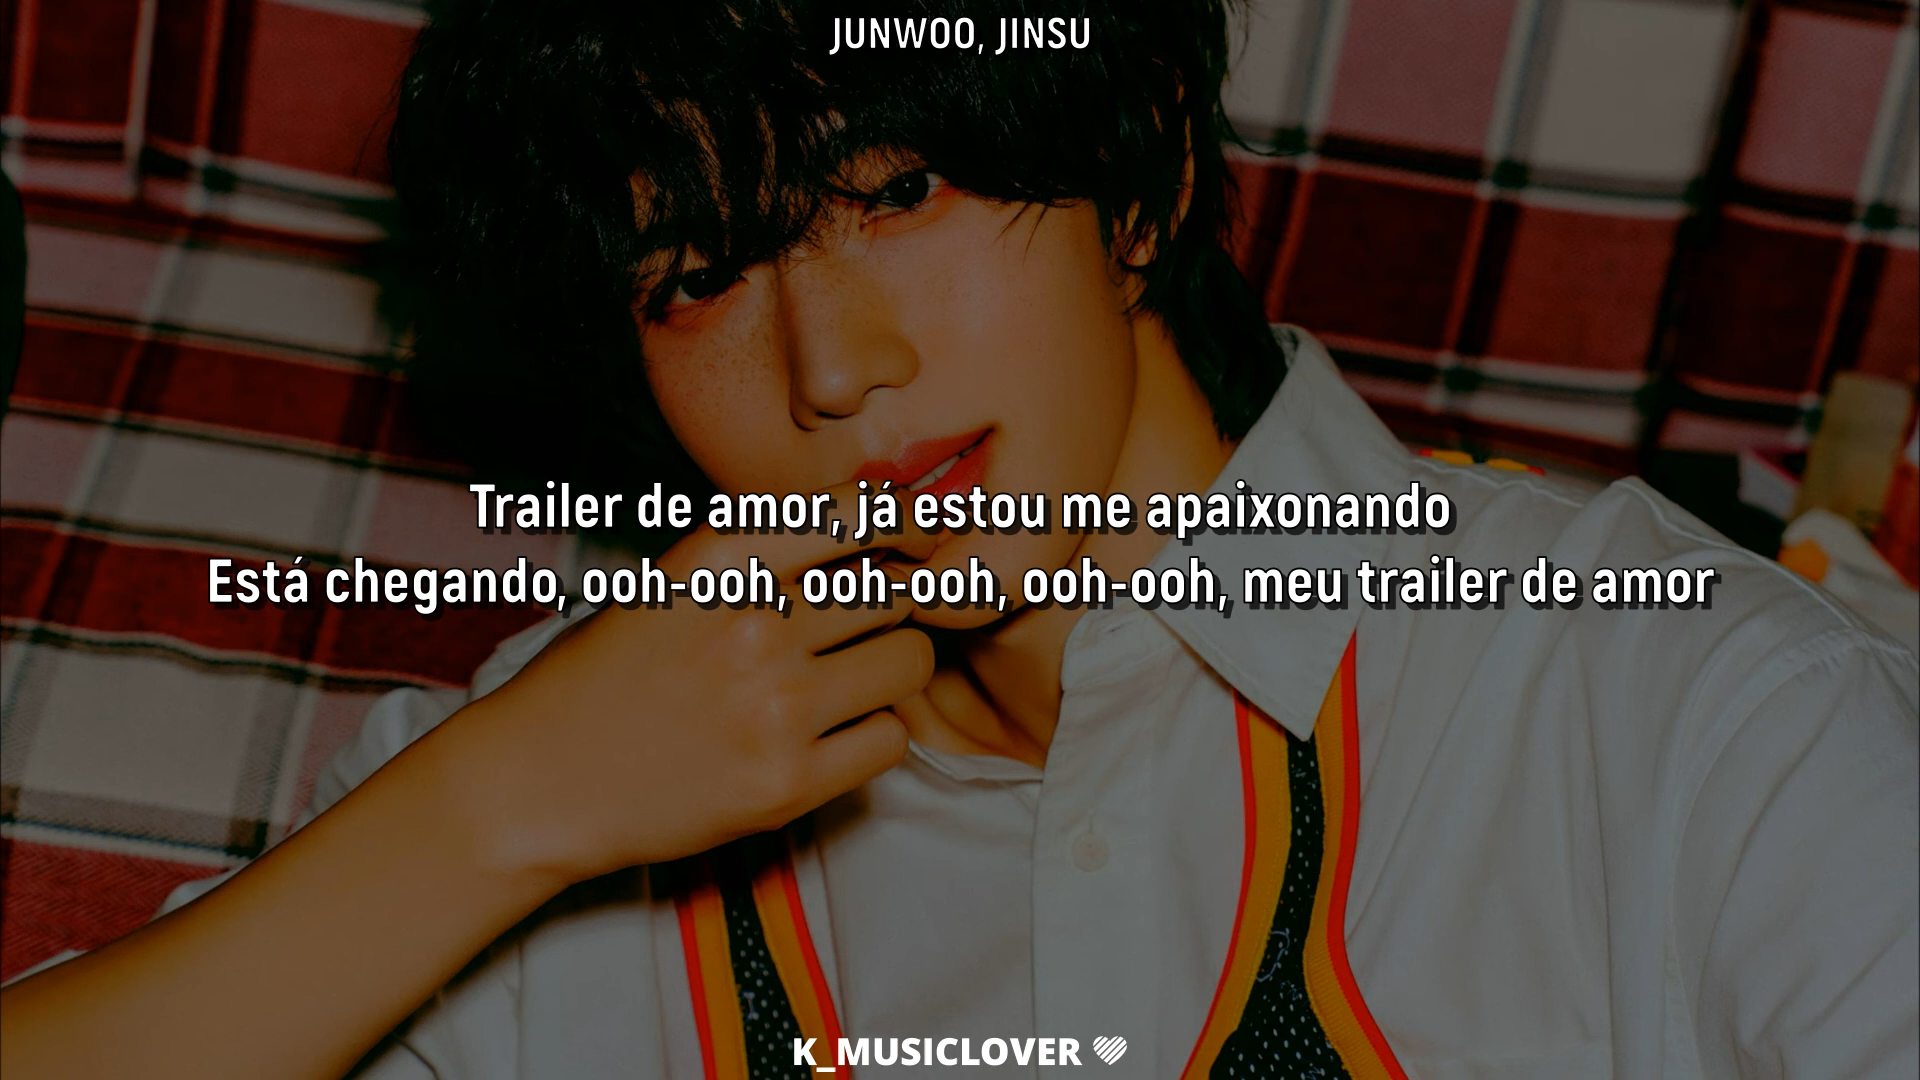 JUNWOO, JINSU
Trailer de amor, já estou me apaixonando
Está chegando, ooh-ooh, ooh-ooh, ooh-ooh, meu trailer de amor
K_MUSICLOVER